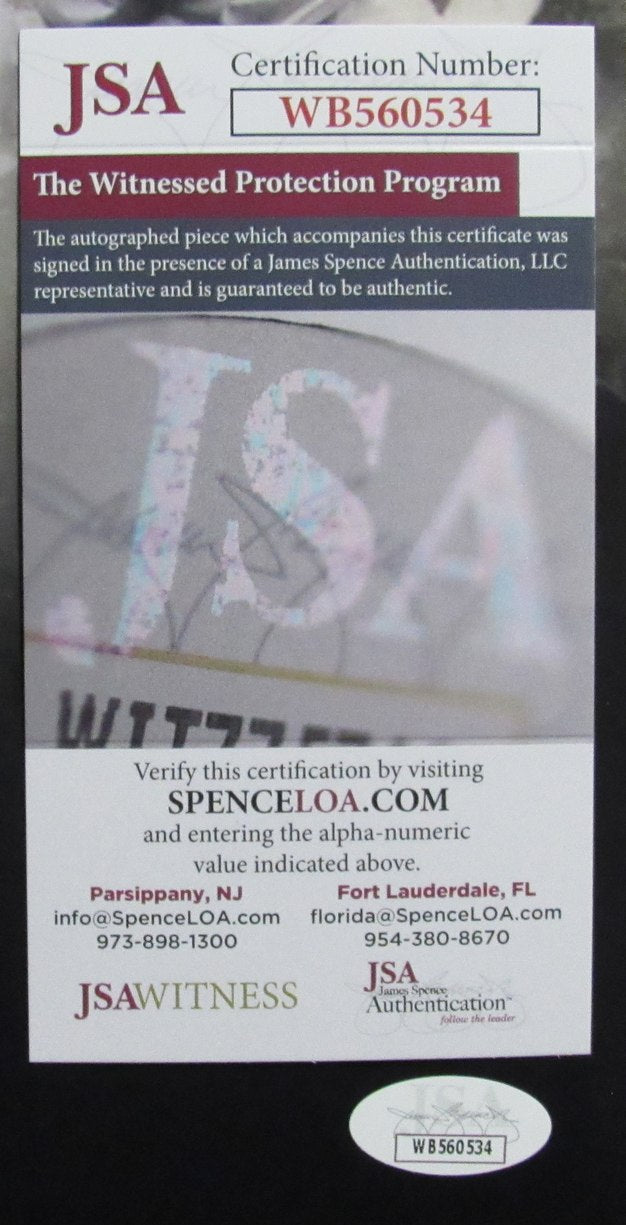 JSA
Certification Number:
WB560534
The Witnessed Protection Program
The autographed piece which accompanies this certificate was
signed in the presence of a James Spence Authentication, LLC
representative and is guaranteed to be authentic.
JSA
Verify this certification by visiting
SPENCELOA.COM
and entering the alpha-numeric
value indicated above.
Parsippany, NJ
info@SpenceLOA.com
973-898-1300
Fort Lauderdale, FL
florida@SpenceLOA.com
954-380-8670
JSAWITNESS
JSA
James Spence
Authentication™
follow the leader
JSA
WB560534